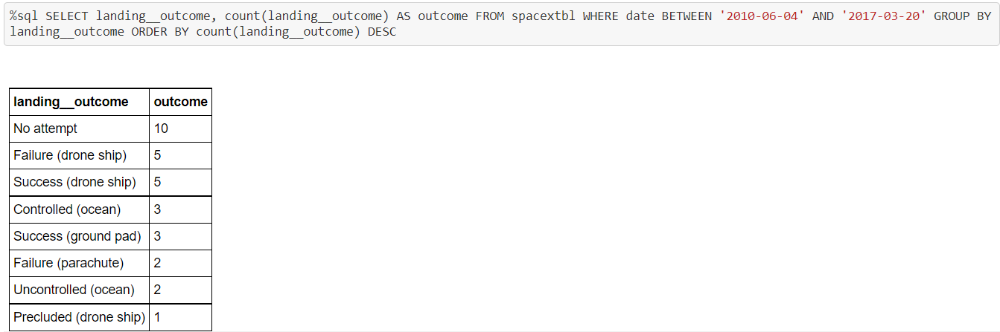 %sql SELECT landing__outcome, count(landing__outcome) AS outcome FROM spacextbl WHERE date BETWEEN '2010-06-04' AND '2017-03-20' GROUP BY
landing__outcome ORDER BY count(landing__outcome) DESC
landing__outcome outcome
No attempt 10
Failure (drone ship) 5
Success (drone ship) 5
Controlled (ocean) 3
Success (ground pad) 3
Failure (parachute) 2
Uncontrolled (ocean) 2
Precluded (drone ship) 1